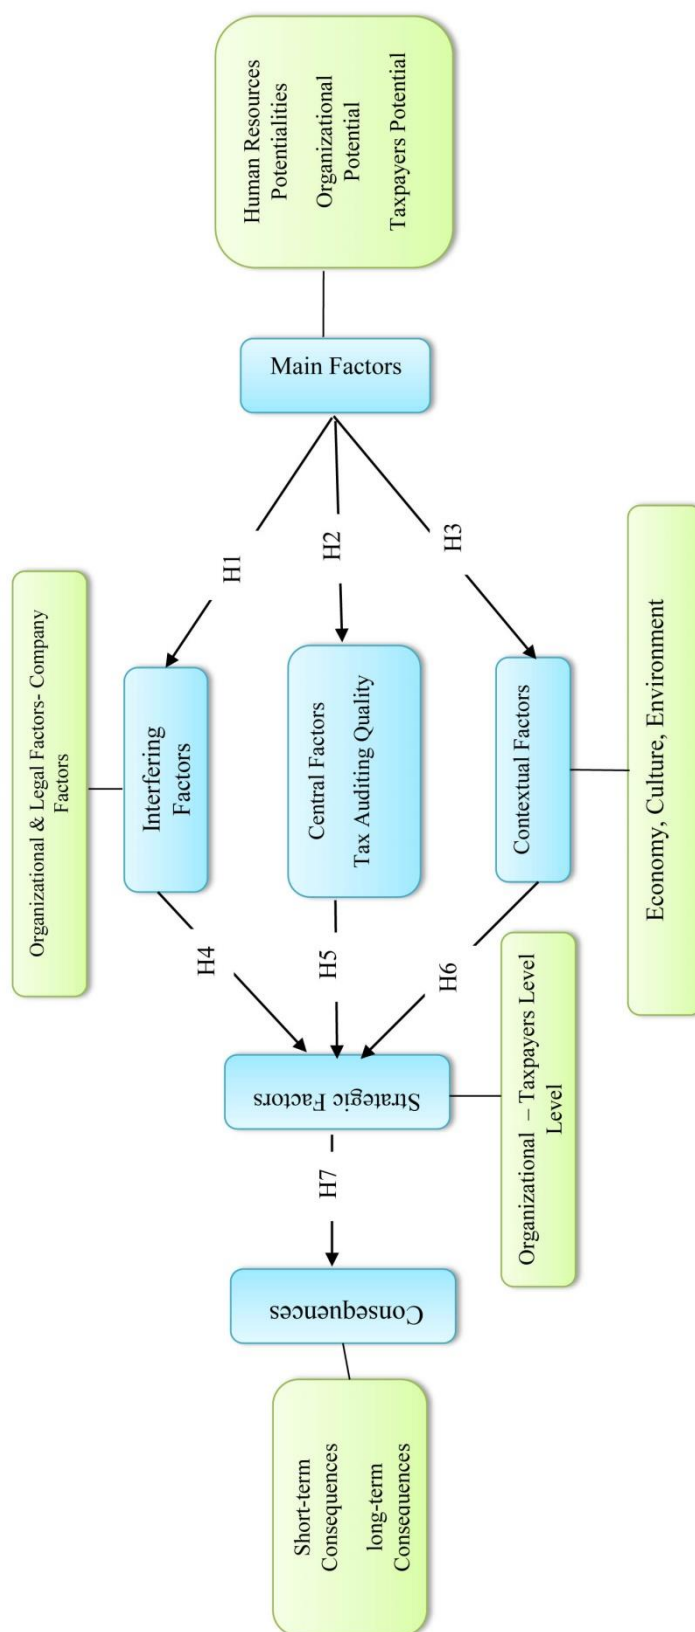 Human Resources
Potentialities
Organizational
Potential
Taxpayers Potential
Main Factors
H1
H2
H3
Organizational & Legal Factors- Company
Factors
Interfering
Factors
Central Factors
Tax Auditing Quality
Contextual Factors
Economy, Culture, Environment
H4
H5
H6
Strategic Factors
Organizational – Taxpayers Level
Level
H7
Consequences
Short-term
Consequences
long-term
Consequences